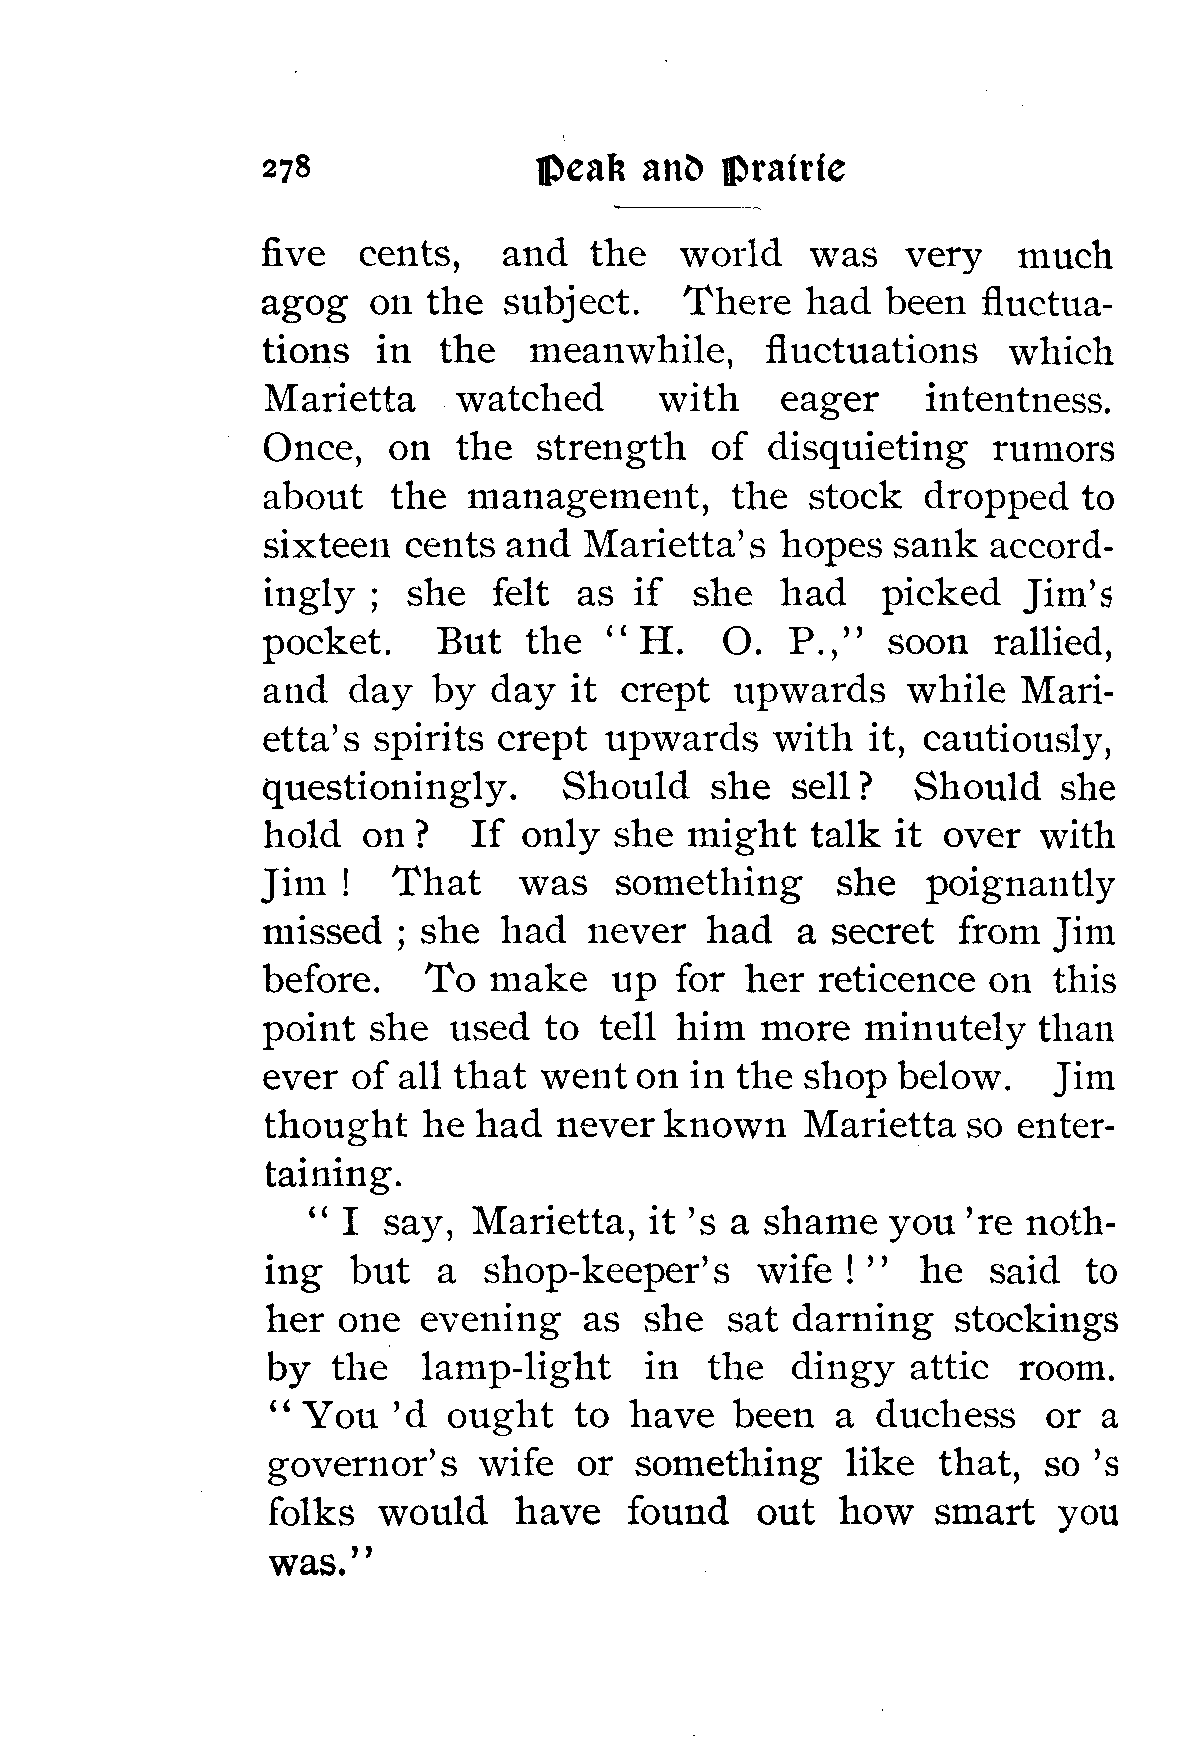 278 Peak and Prairie
five cents, and the world was very much
agog on the subject. There had been fluctua-
tions in the meanwhile, fluctuations which
Marietta watched with eager intentness.
Once, on the strength of disquieting rumors
about the management, the stock dropped to
sixteen cents and Marietta's hopes sank accord-
ingly ; she felt as if she had picked Jim's
pocket. But the " H. O. P.," soon rallied,
and day by day it crept upwards while Mari-
etta's spirits crept upwards with it, cautiously,
questioningly. Should she sell ? Should she
hold on ? If only she might talk it over with
Jim ! That was something she poignantly
missed ; she had never had a secret from Jim
before. To make up for her reticence on this
point she used to tell him more minutely than
ever of all that went on in the shop below. Jim
thought he had never known Marietta so enter-
taining.
" I say, Marietta, it 's a shame you 're noth-
ing but a shop-keeper's wife ! " he said to
her one evening as she sat darning stockings
by the lamp-light in the dingy attic room.
" You 'd ought to have been a duchess or a
governor's wife or something like that, so 's
folks would have found out how smart you
was."